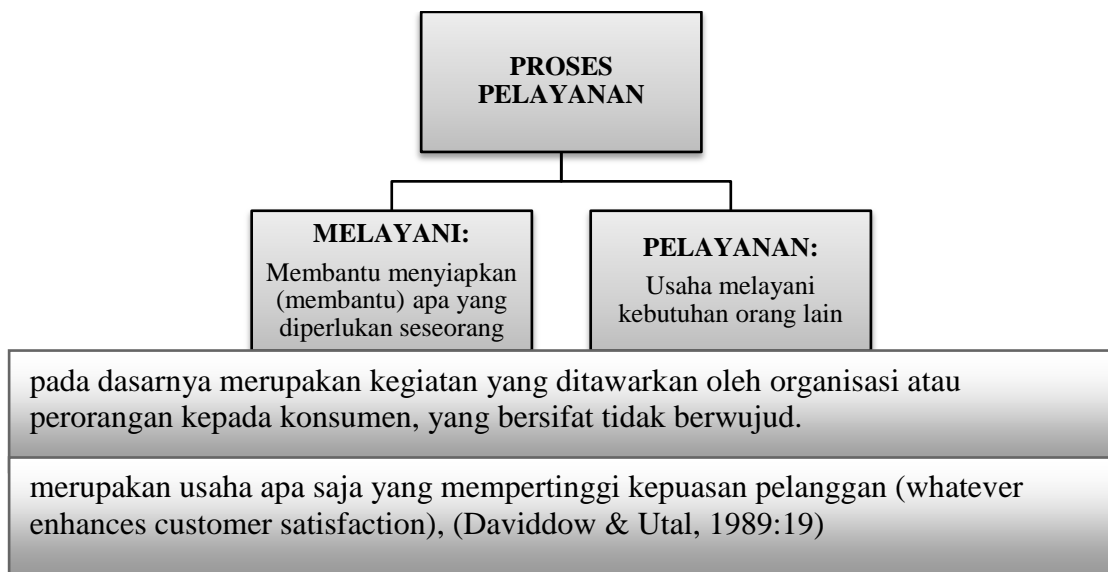 PROSES
PELAYANAN
MELAYANI:
Membantu menyiapkan
(membantu) apa yang
diperlukan seseorang
PELAYANAN:
Usaha melayani
kebutuhan orang lain
pada dasarnya merupakan kegiatan yang ditawarkan oleh organisasi atau
perorangan kepada konsumen, yang bersifat tidak berwujud.
merupakan usaha apa saja yang mempertinggi kepuasan pelanggan (whatever
enhances customer satisfaction), (Daviddow & Utal, 1989:19)